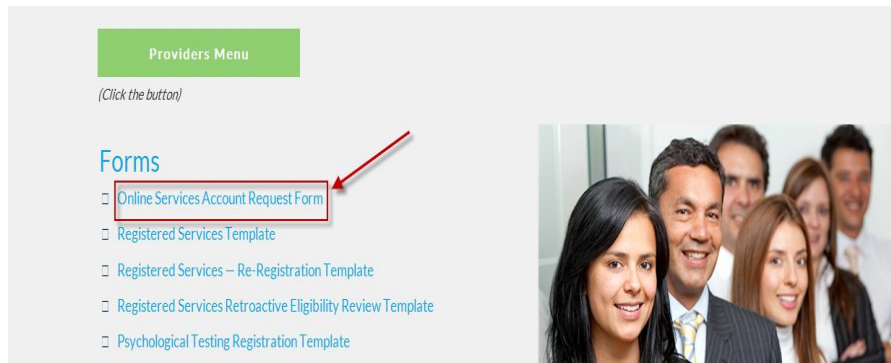 Providers Menu
(Click the button)
Forms
Online Services Account Request Form
Registered Services Template
Registered Services – Re-Registration Template
Registered Services Retroactive Eligibility Review Template
Psychological Testing Registration Template